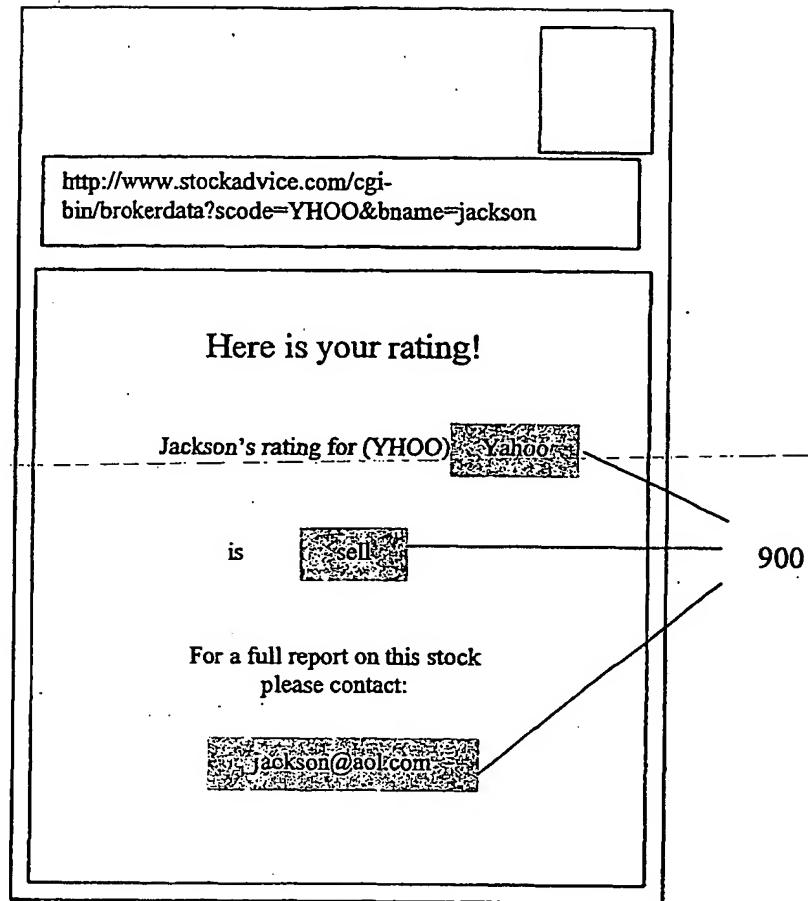 http://www.stockadvice.com/cgi-
bin/brokerdata?scode=YHOO&bname=jackson
Here is your rating!
Jackson's rating for (YHOO) Yahoo
is sell
900
For a full report on this stock
please contact:
jackson@aol.com